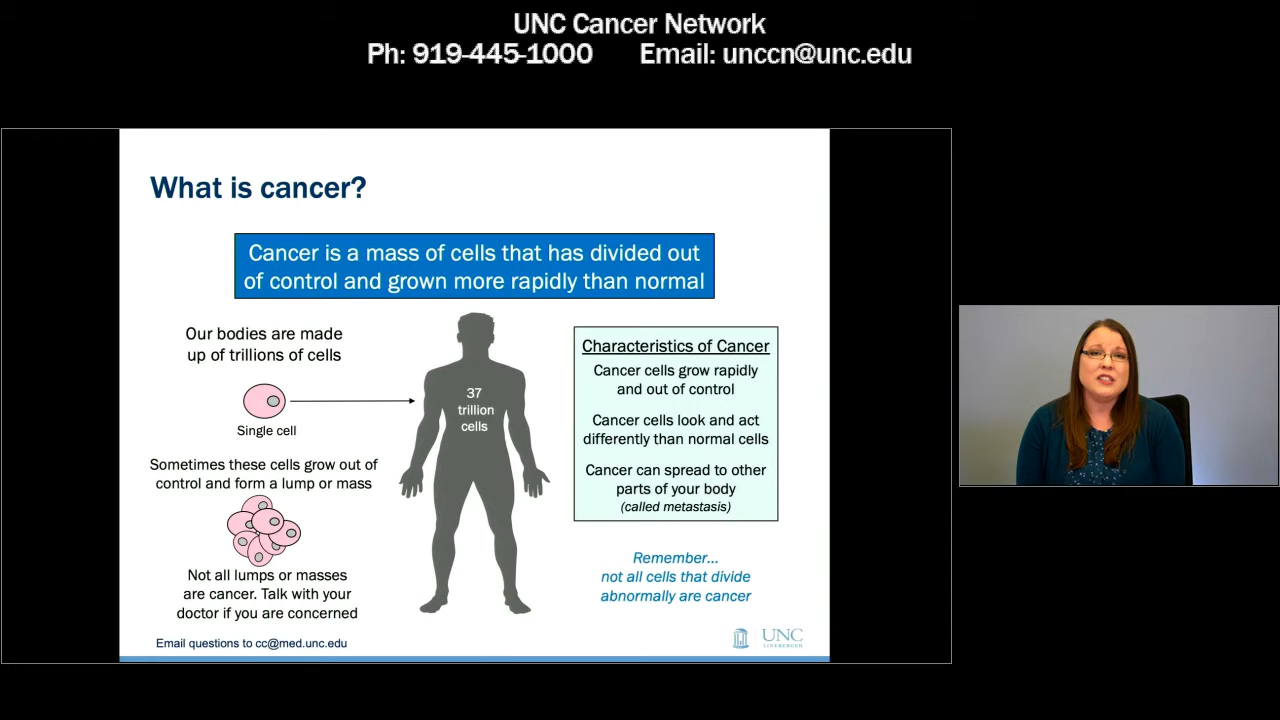 UNC Cancer Network
Ph: 919-445-1000 Email: unccn@unc.edu
What is cancer?
Cancer is a mass of cells that has divided out
of control and grown more rapidly than normal
Our bodies are made
up of trillions of cells
Single cell
Sometimes these cells grow out of
control and form a lump or mass
Not all lumps or masses
are cancer. Talk with your
doctor if you are concerned
37
trillion
cells
Characteristics of Cancer
Cancer cells grow rapidly
and out of control
Cancer cells look and act
differently than normal cells
Cancer can spread to other
parts of your body
(called metastasis)
Remember...
not all cells that divide
abnormally are cancer
Email questions to cc@med.unc.edu
UNC
LINEBERGER